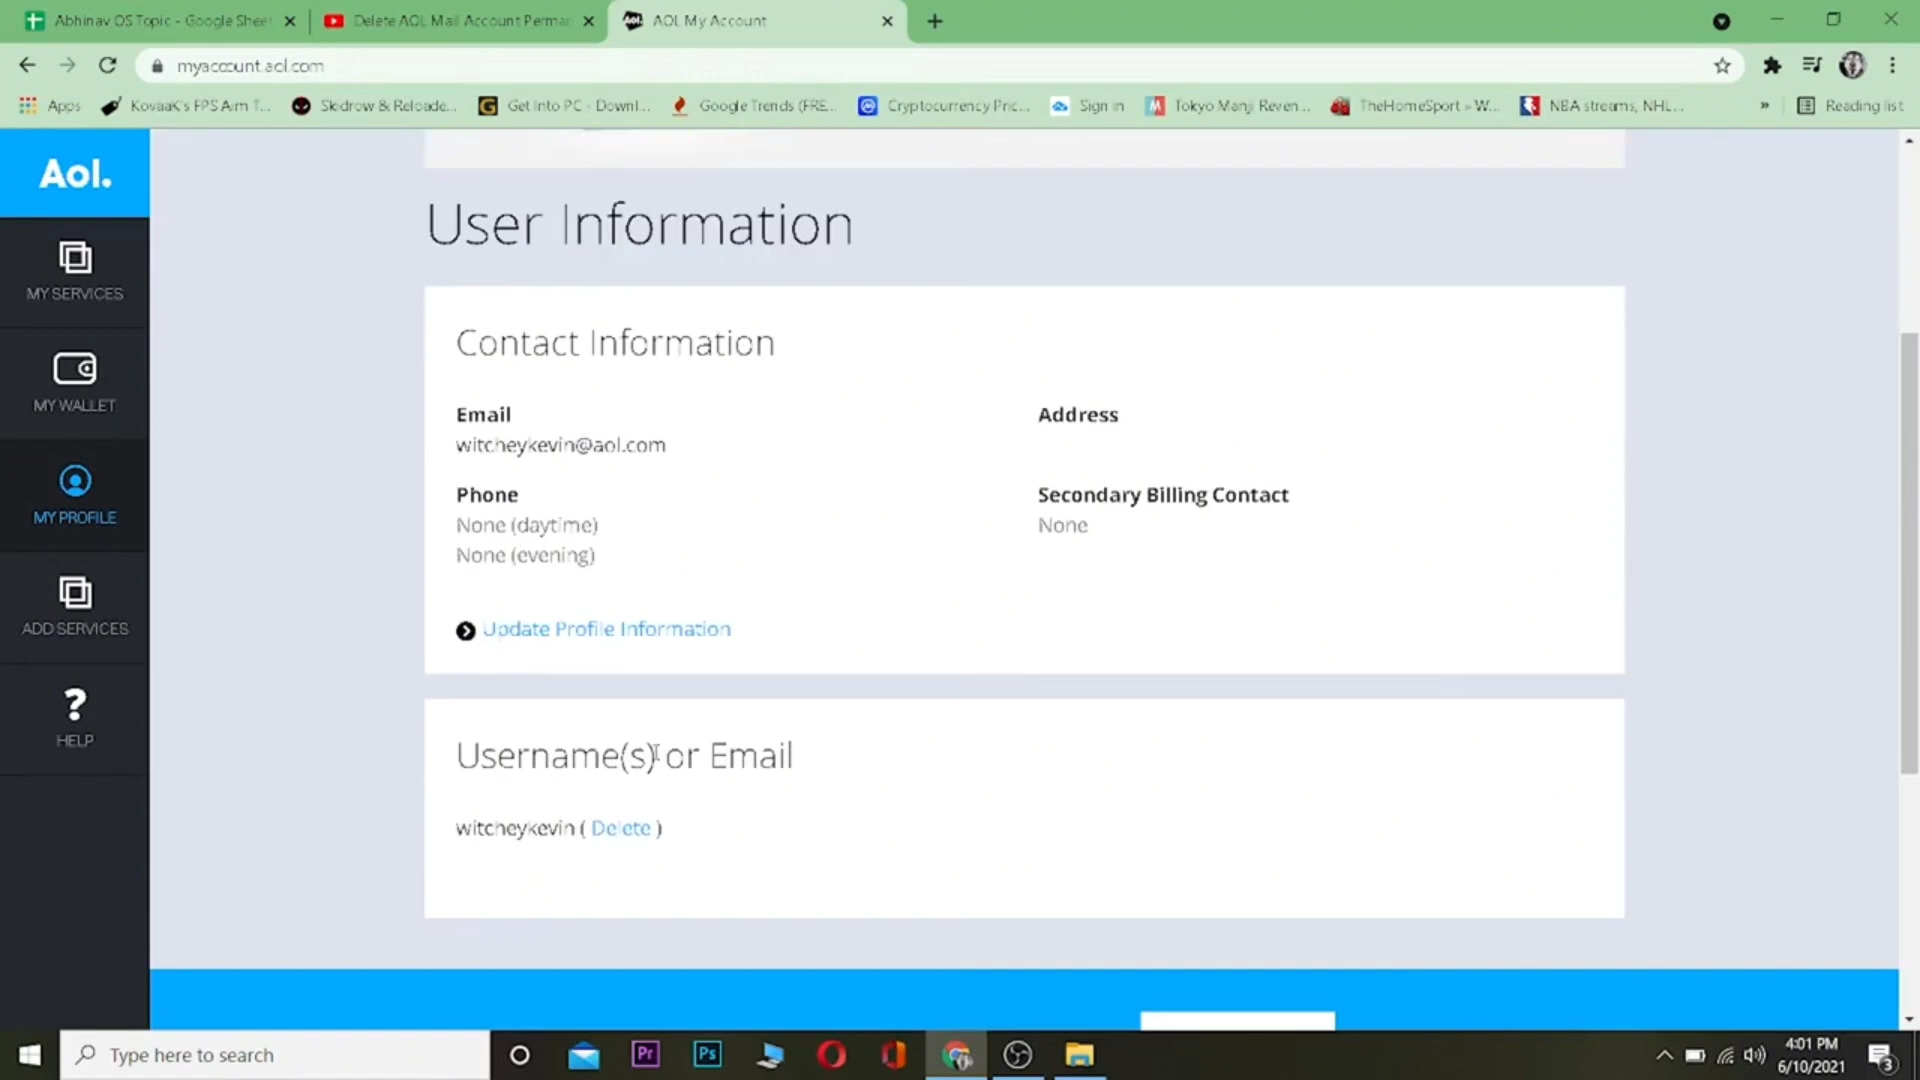 Abhinav OS Topic - Google Sheet
Delete AOL Mail Account Perma
AOL My Account
myaccount.aol.com
Apps
KovaaK's FPS Aim T...
Skidrow & Reloade...
Get Into PC - Downl...
Google Trends (FRE...
Cryptocurrency Pric...
Sign in
Tokyo Manji Reven...
TheHomeSport » W...
NBA streams, NHL...
»
Reading list
Aol.
MY SERVICES
MY WALLET
MY PROFILE
ADD SERVICES
HELP
User Information
Contact Information
Email
witcheykevin@aol.com
Address
Phone
None (daytime)
None (evening)
Secondary Billing Contact
None
Update Profile Information
Username(s) or Email
witcheykevin ( Delete )
Type here to search
Pr
Ps
4:01 PM
6/10/2021
3